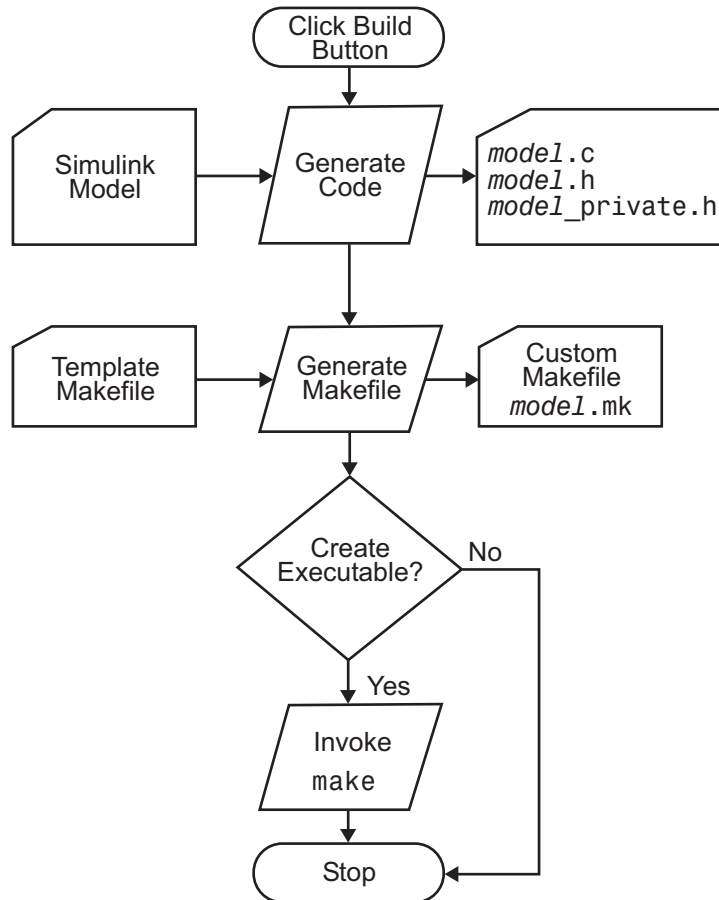 Click Build
Button
Simulink
Model
Generate
Code
model.c
model.h
model_private.h
Template
Makefile
Generate
Makefile
Custom
Makefile
model.mk
Create
Executable?
No
Yes
Invoke
make
Stop